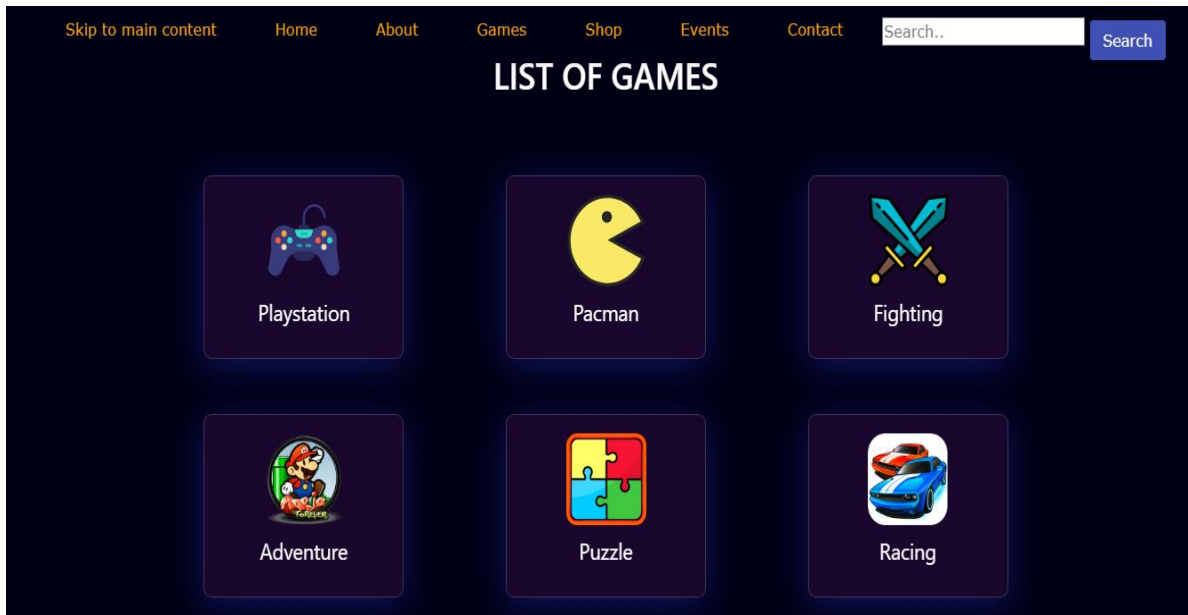 Skip to main content Home About Games Shop Events Contact Search.. Search
LIST OF GAMES
Playstation Pacman Fighting
FOREVER
Adventure Puzzle Racing